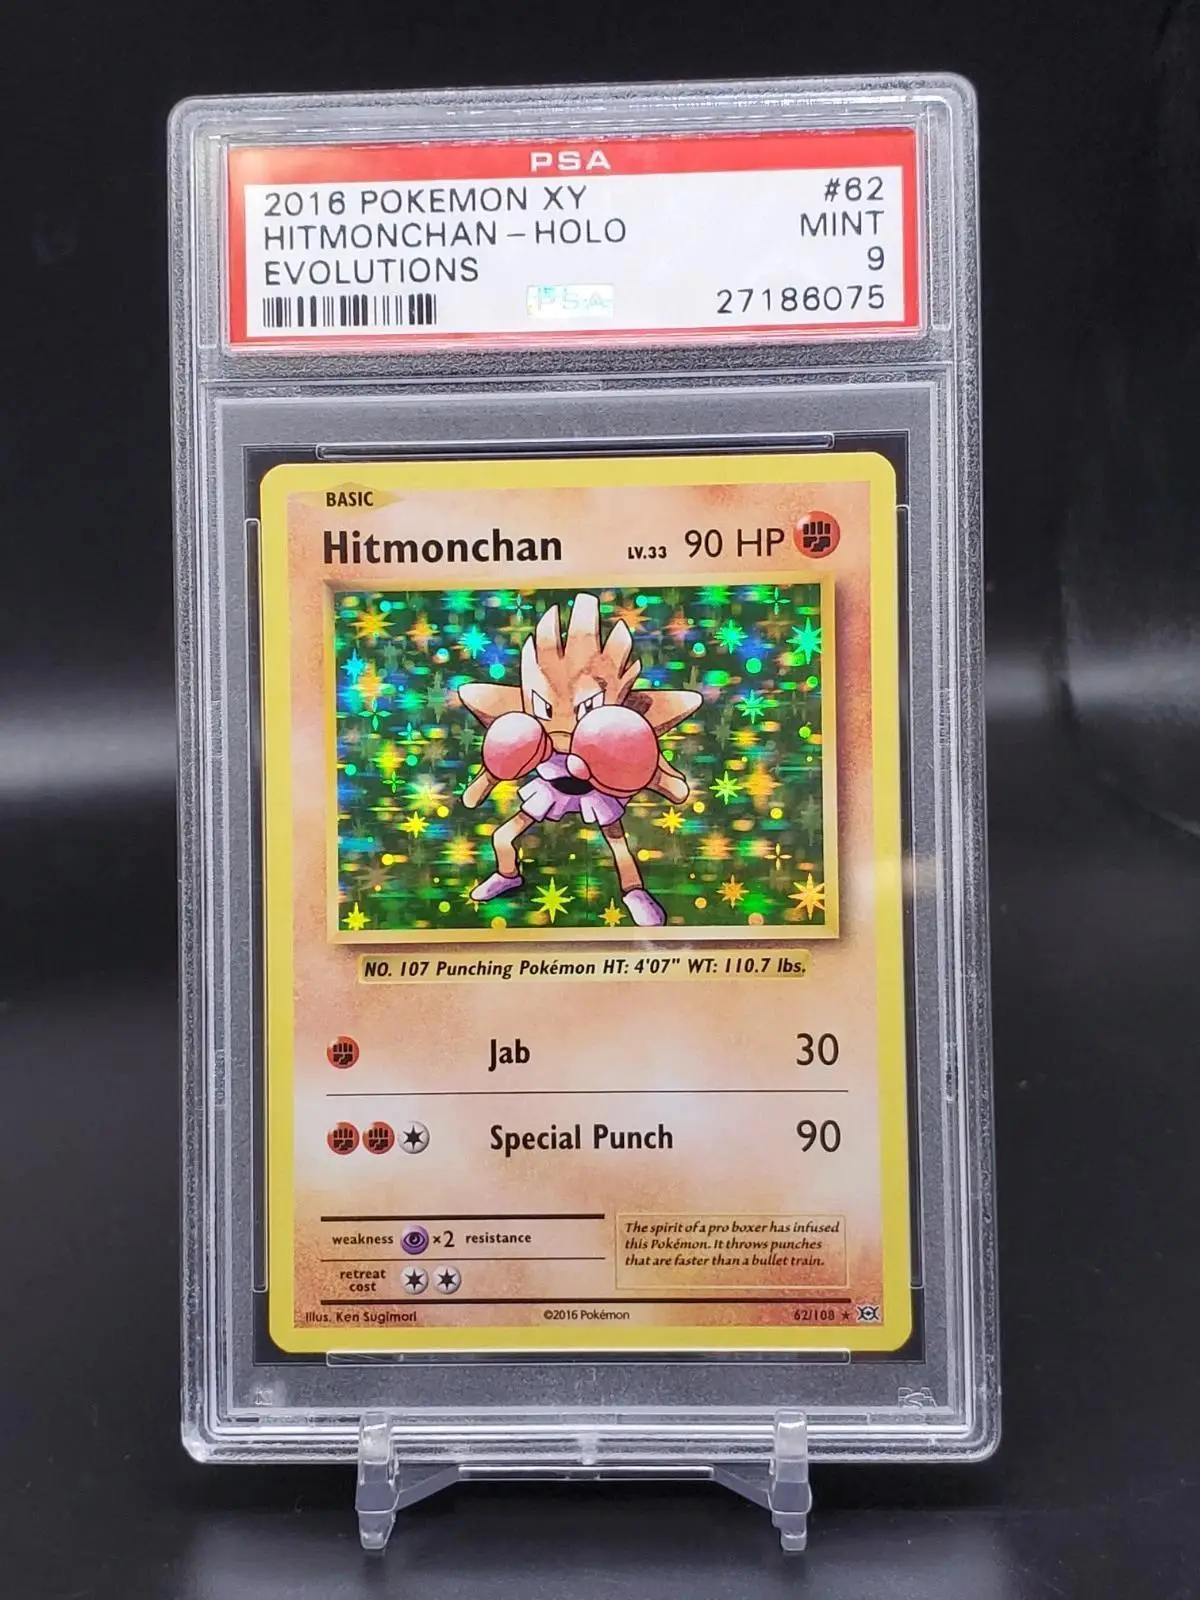 PSA
2016 POKEMON XY #62
HITMONCHAN-HOLO MINT
EVOLUTIONS 9
PSA 27186075
BASIC
Hitmonchan LV.33 90 HP
NO. 107 Punching Pokémon HT: 4'07" WT: 110.7 lbs.
Jab 30
Special Punch 90
weakness ×2 resistance
retreat
cost
The spirit of a pro boxer has infused
this Pokémon. It throws punches
that are faster than a bullet train.
Illus. Ken Sugimori ©2016 Pokémon 62/108 ★
PSA